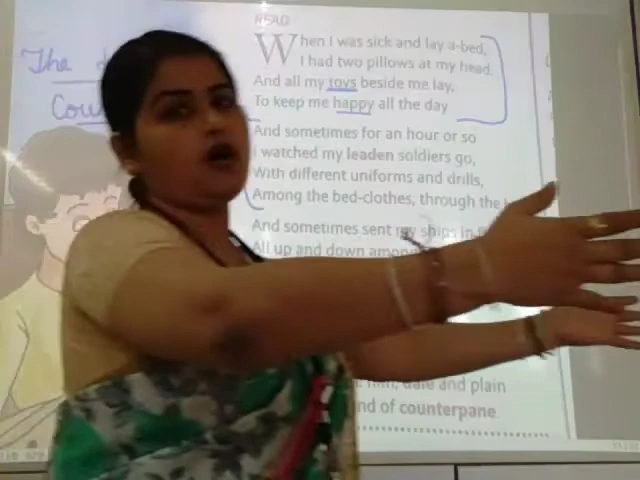 READ
The
Cou
When I was sick and lay a-bed,
I had two pillows at my head,
And all my toys beside me lay,
To keep me happy all the day
And sometimes for an hour or so
I watched my leaden soldiers go,
With different uniforms and drills,
Among the bed-clothes, through the
And sometimes sent my ships in
All up and down among
dale and plain
nd of counterpane.